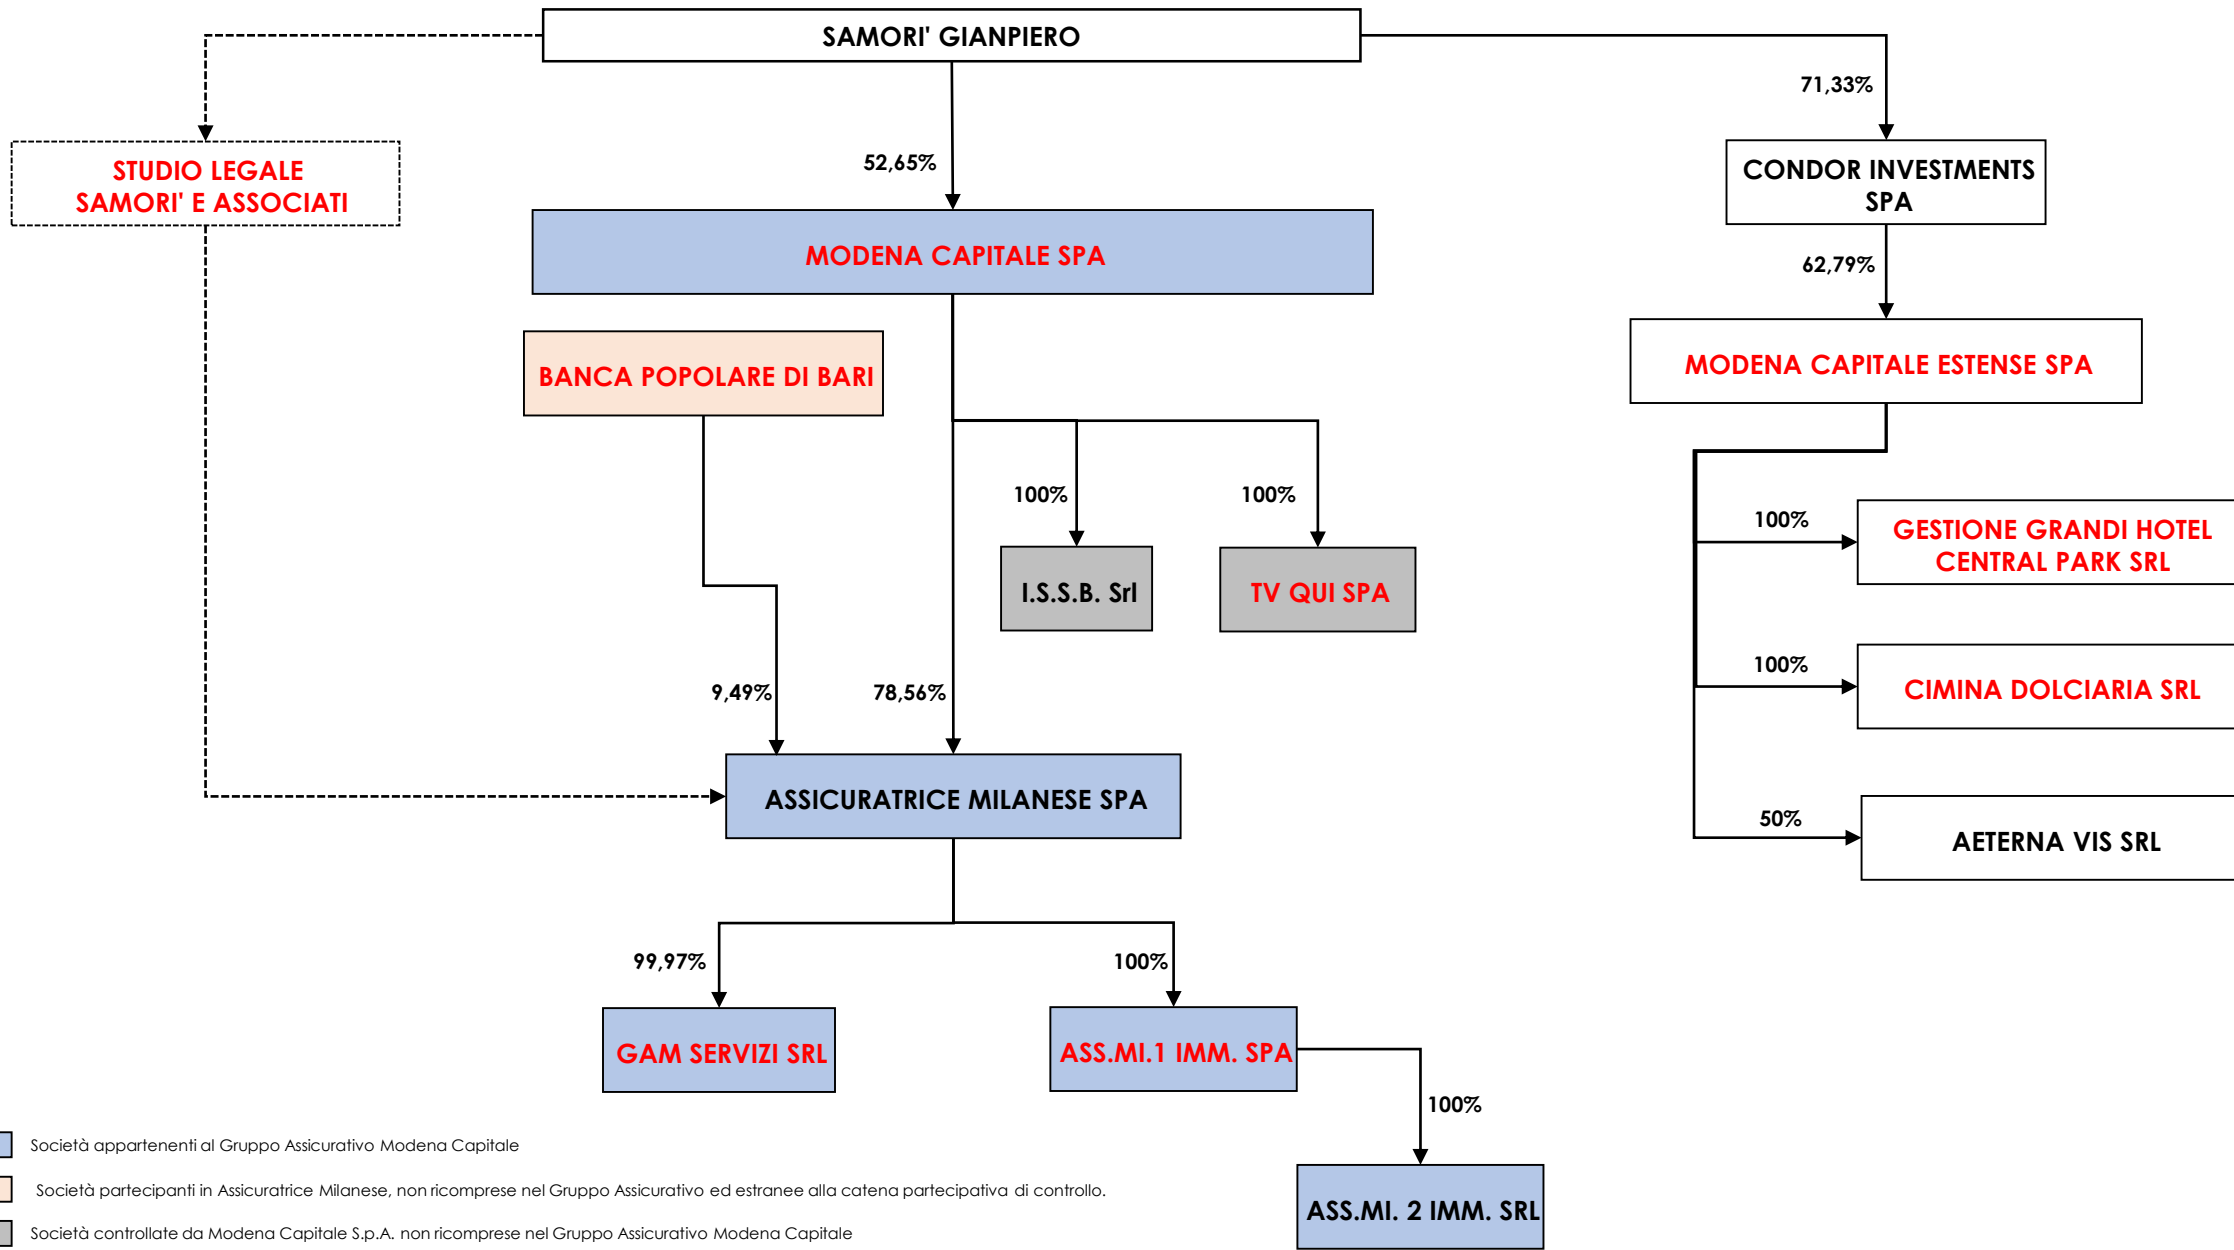 SAMORI' GIANPIERO
71,33%
52,65%
STUDIO LEGALE
SAMORI' E ASSOCIATI
CONDOR INVESTMENTS
SPA
MODENA CAPITALE SPA
62,79%
BANCA POPOLARE DI BARI
MODENA CAPITALE ESTENSE SPA
100%
100%
100%
GESTIONE GRANDI HOTEL
CENTRAL PARK SRL
I.S.S.B. Srl
TV QUI SPA
100%
CIMINA DOLCIARIA SRL
9,49%
78,56%
ASSICURATRICE MILANESE SPA
50%
AETERNA VIS SRL
99,97%
100%
GAM SERVIZI SRL
ASS.MI.1 IMM. SPA
100%
ASS.MI. 2 IMM. SRL
Società appartenenti al Gruppo Assicurativo Modena Capitale
Società partecipanti in Assicuratrice Milanese, non ricomprese nel Gruppo Assicurativo ed estranee alla catena partecipativa di controllo.
Società controllate da Modena Capitale S.p.A. non ricomprese nel Gruppo Assicurativo Modena Capitale